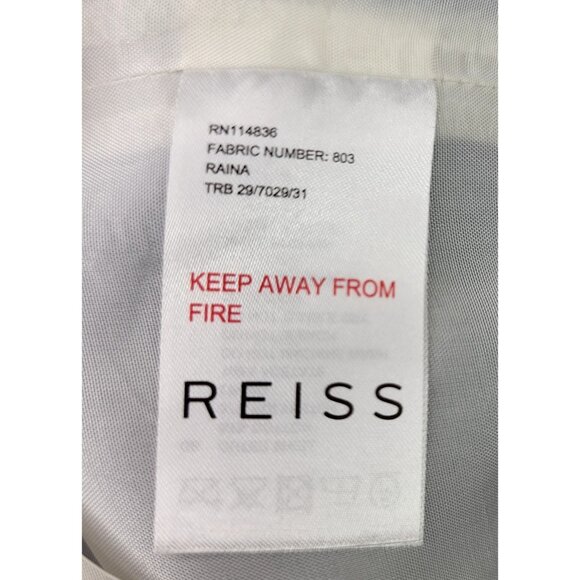 RN114836
FABRIC NUMBER: 803
RAINA
TRB 29/7029/31
KEEP AWAY FROM
FIRE
REISS